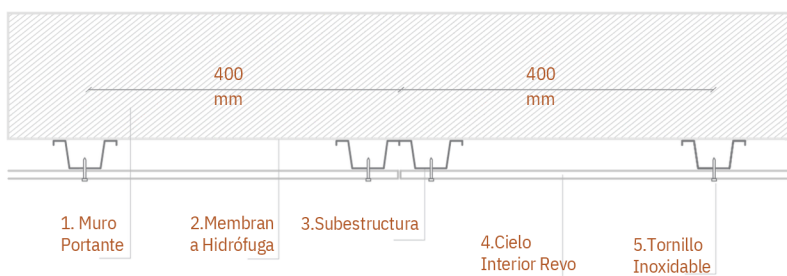 400
mm
400
mm
1. Muro
Portante
2.Membran
a Hidrófuga
3.Subestructura
4.Cielo
Interior Revo
5.Tornillo
Inoxidable